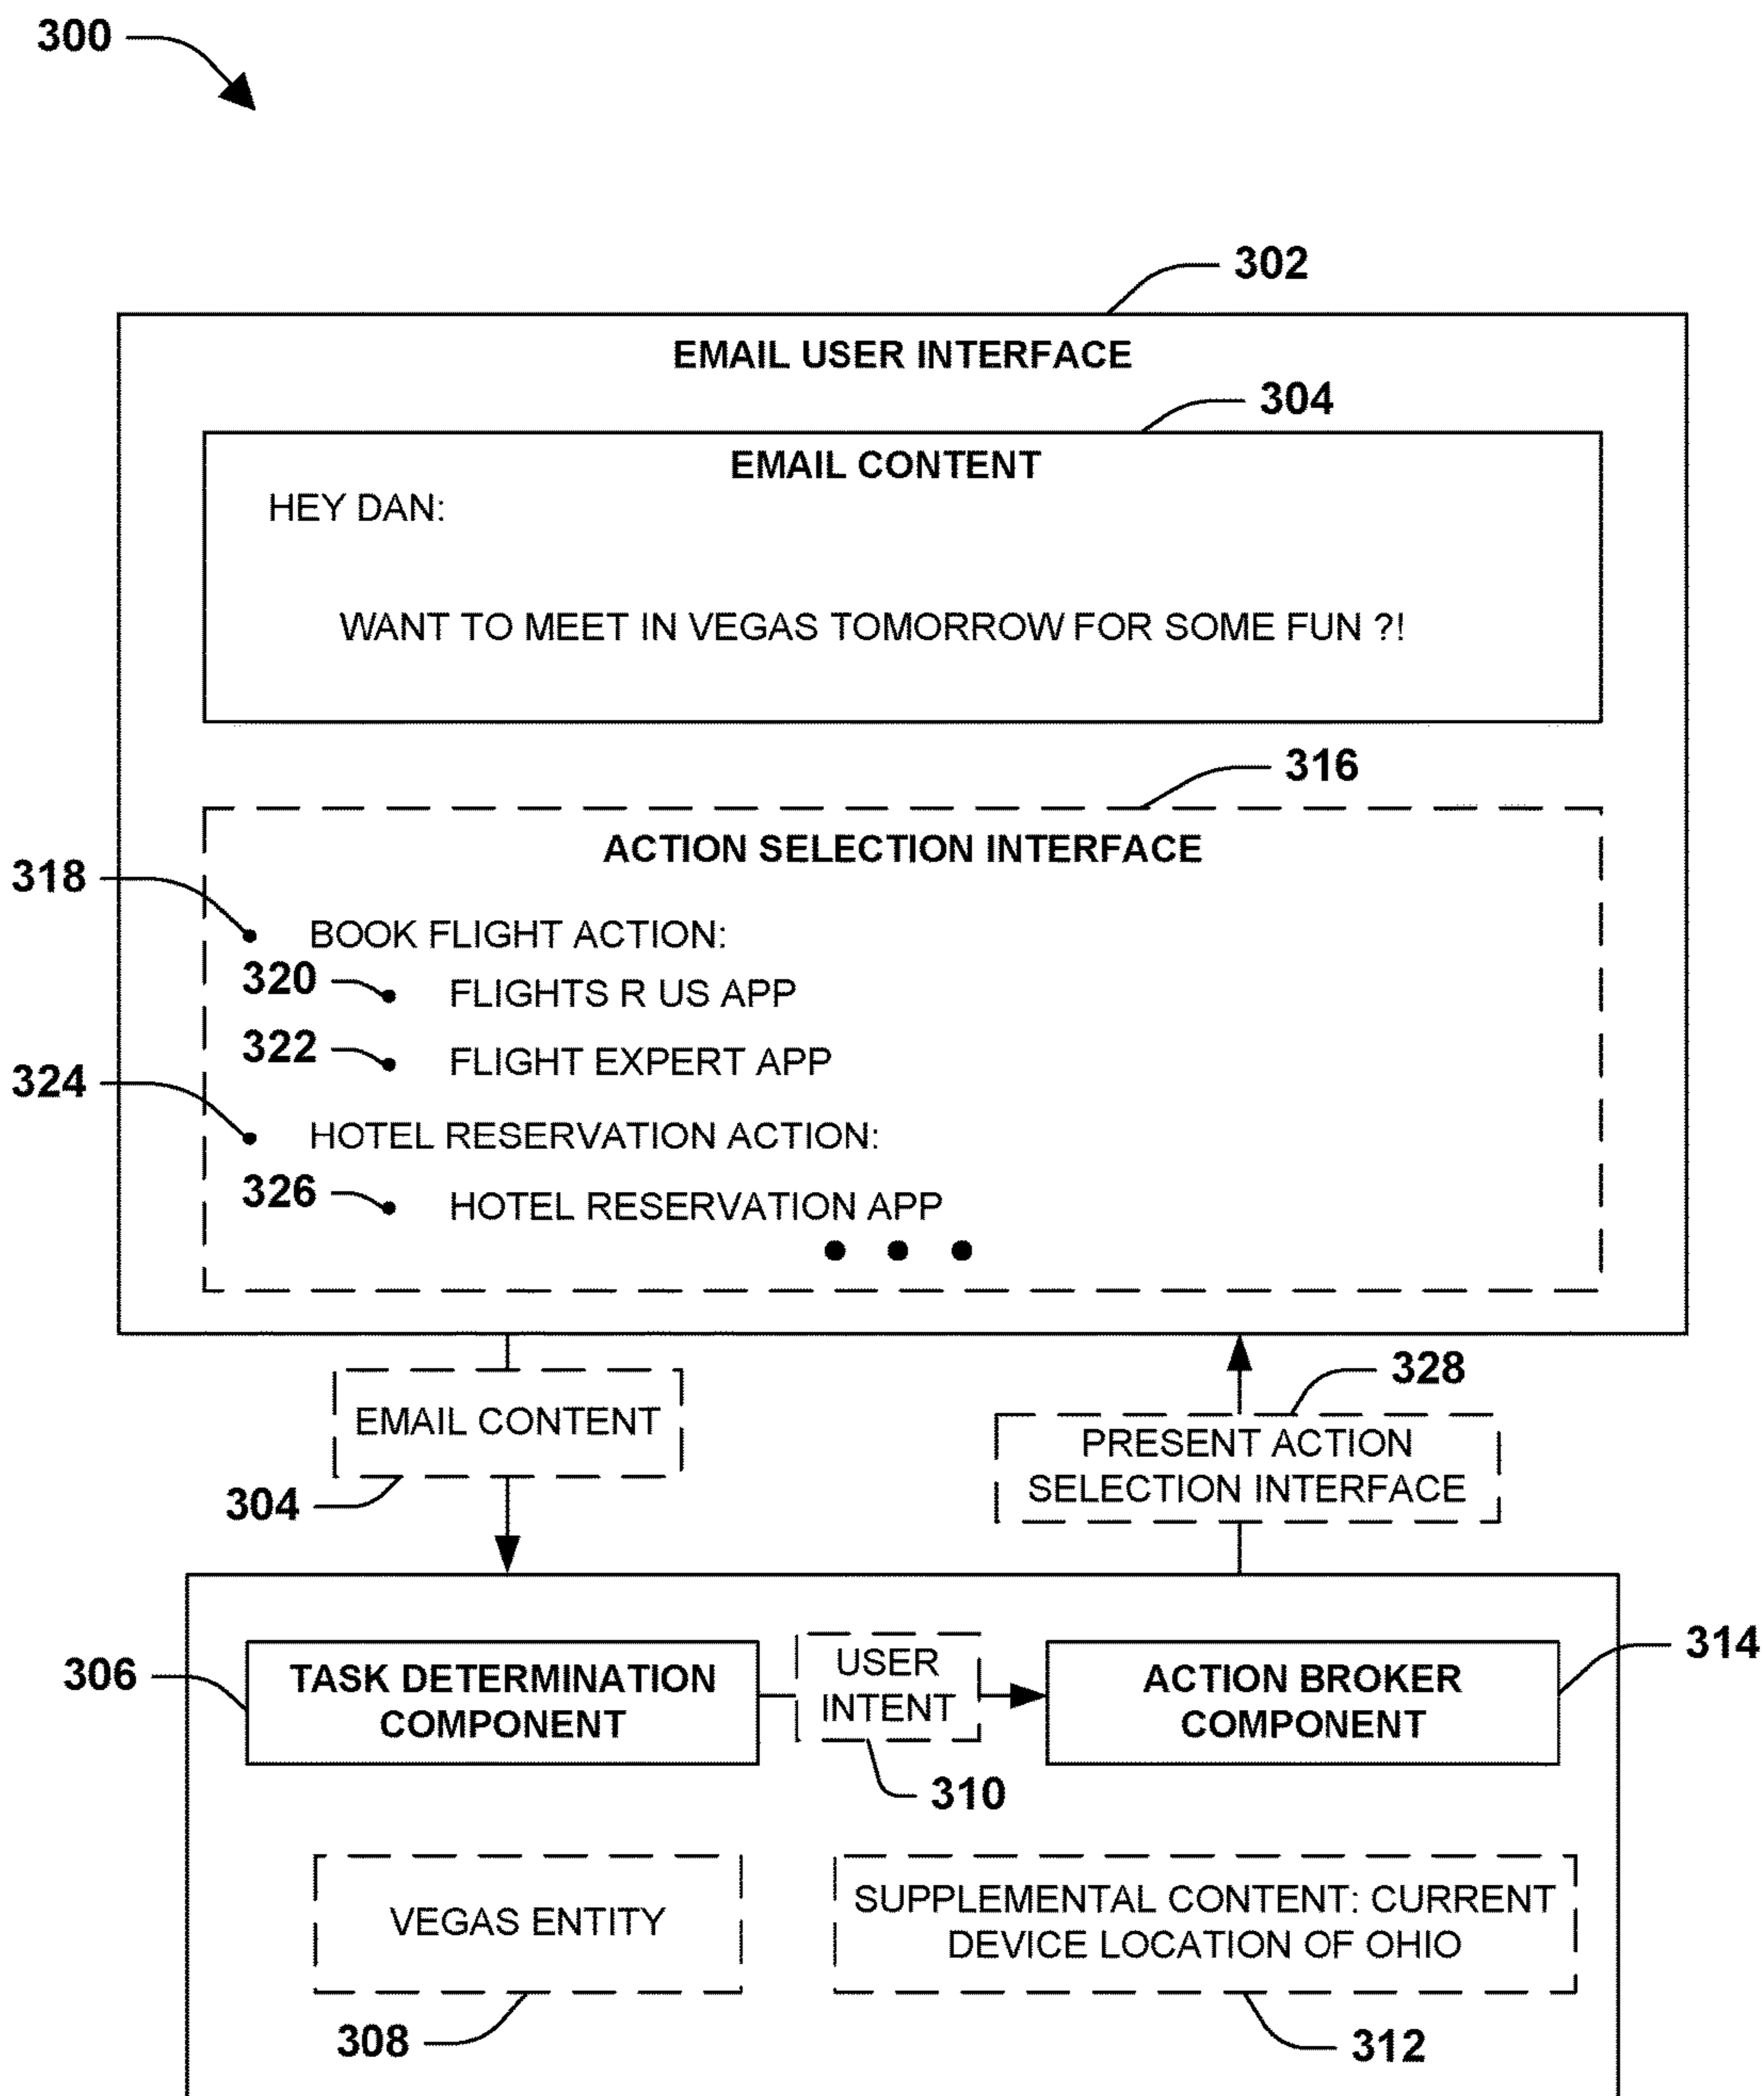 300
302
EMAIL USER INTERFACE
304
EMAIL CONTENT
HEY DAN:
WANT TO MEET IN VEGAS TOMORROW FOR SOME FUN ?!
316
ACTION SELECTION INTERFACE
318
BOOK FLIGHT ACTION:
320
FLIGHTS R US APP
322
FLIGHT EXPERT APP
324
HOTEL RESERVATION ACTION:
326
HOTEL RESERVATION APP
• • •
EMAIL CONTENT
304
328
PRESENT ACTION
SELECTION INTERFACE
306
TASK DETERMINATION
COMPONENT
USER
INTENT
310
ACTION BROKER
COMPONENT
314
VEGAS ENTITY
308
SUPPLEMENTAL CONTENT: CURRENT
DEVICE LOCATION OF OHIO
312